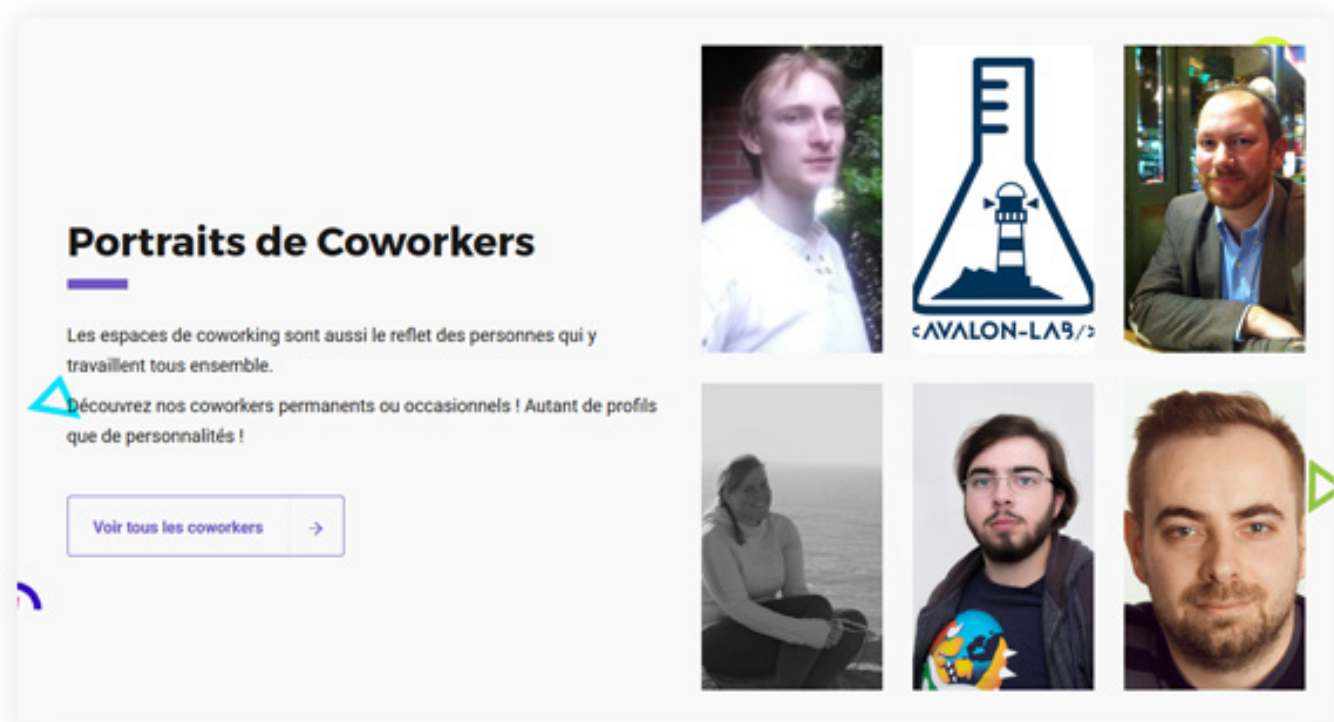 Portraits de Coworkers
Les espaces de coworking sont aussi le reflet des personnes qui y
travaillent tous ensemble.
Découvrez nos coworkers permanents ou occasionnels ! Autant de profils
que de personnalités !
Voir tous les coworkers
<AVALON-LAB/>